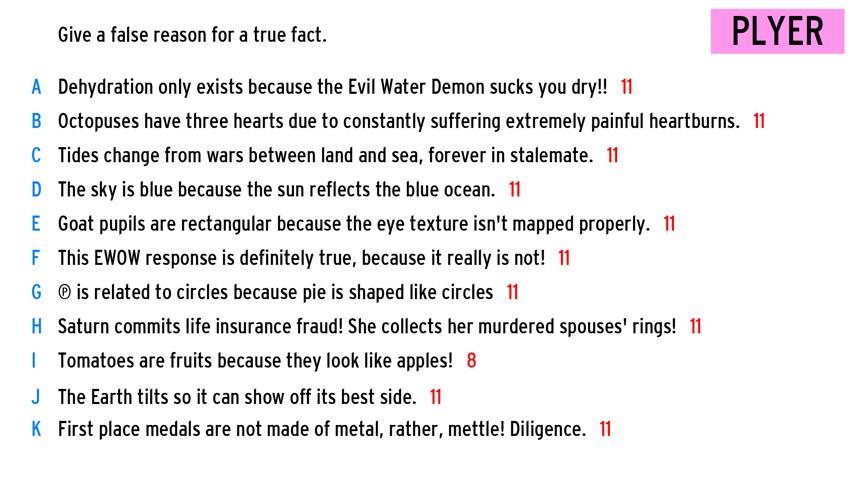 Give a false reason for a true fact.
PLYER
A Dehydration only exists because the Evil Water Demon sucks you dry!! 11
B Octopuses have three hearts due to constantly suffering extremely painful heartburns. 11
C Tides change from wars between land and sea, forever in stalemate. 11
D The sky is blue because the sun reflects the blue ocean. 11
E Goat pupils are rectangular because the eye texture isn't mapped properly. 11
F This EWOW response is definitely true, because it really is not! 11
G ℗ is related to circles because pie is shaped like circles 11
H Saturn commits life insurance fraud! She collects her murdered spouses' rings! 11
I Tomatoes are fruits because they look like apples! 8
J The Earth tilts so it can show off its best side. 11
K First place medals are not made of metal, rather, mettle! Diligence. 11